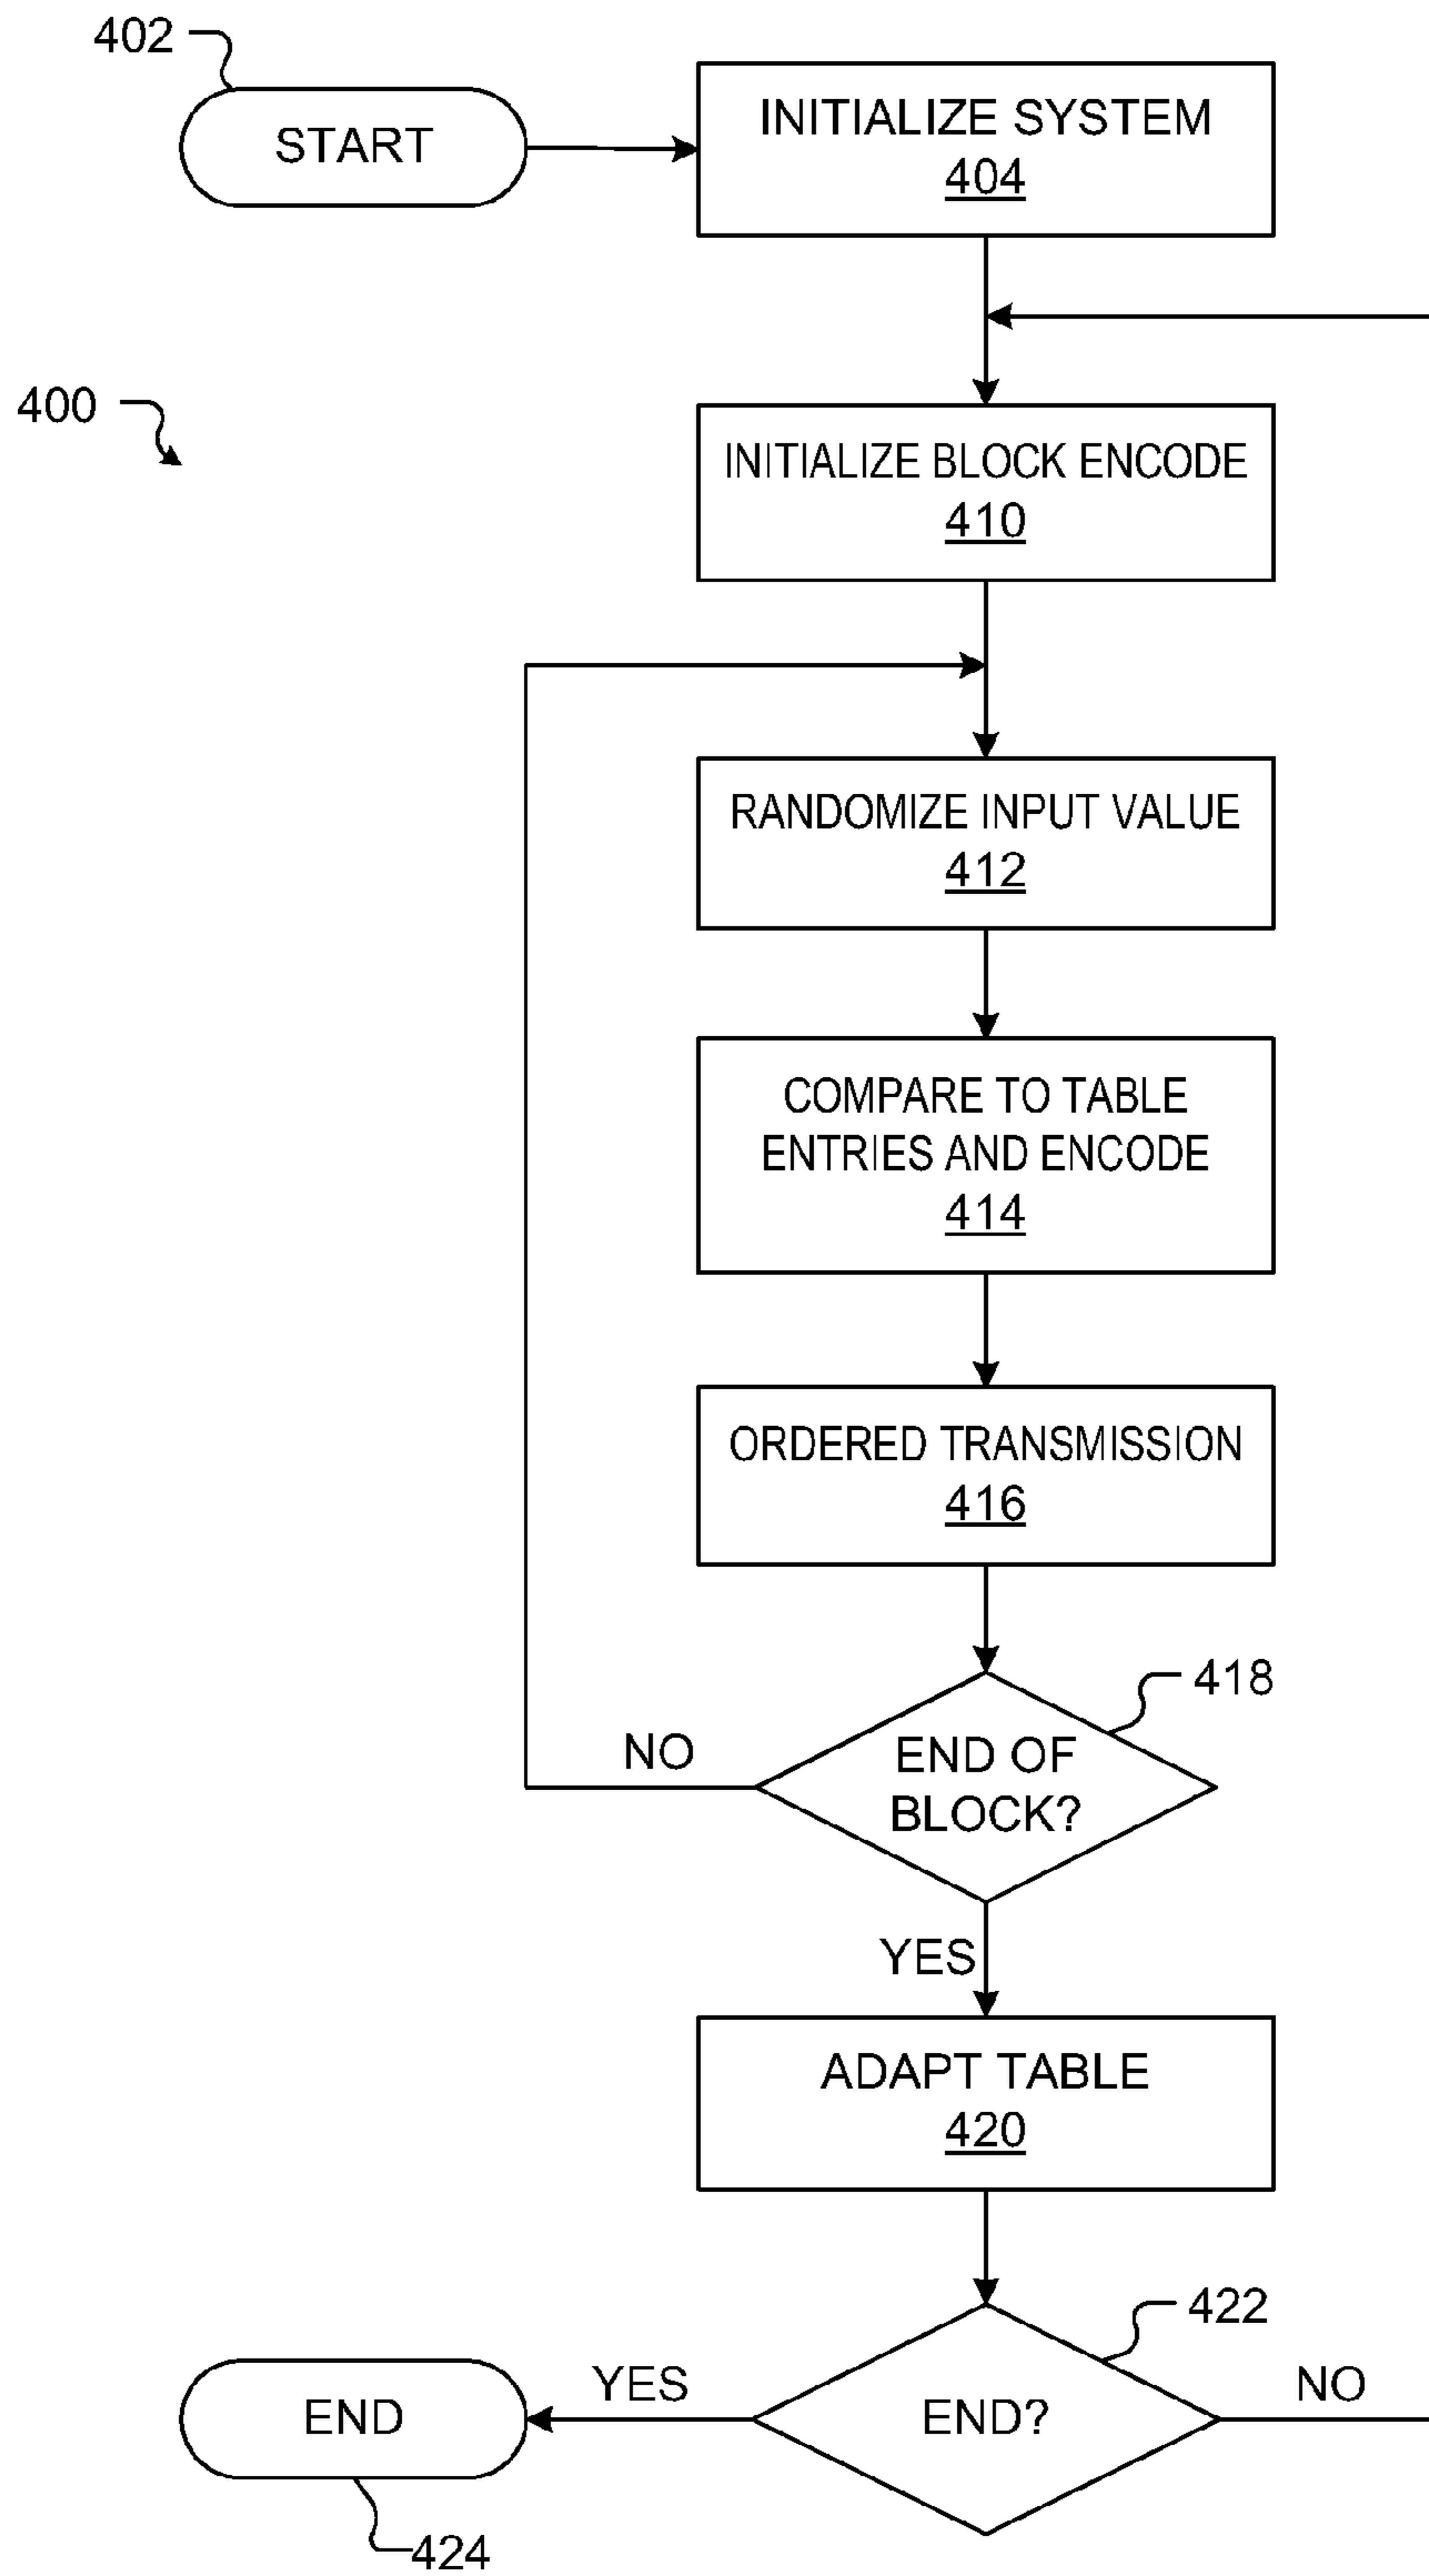 402
START
INITIALIZE SYSTEM
404
400
INITIALIZE BLOCK ENCODE
410
RANDOMIZE INPUT VALUE
412
COMPARE TO TABLE
ENTRIES AND ENCODE
414
ORDERED TRANSMISSION
416
418
NO
END OF
BLOCK?
YES
ADAPT TABLE
420
422
YES
NO
END
END?
424